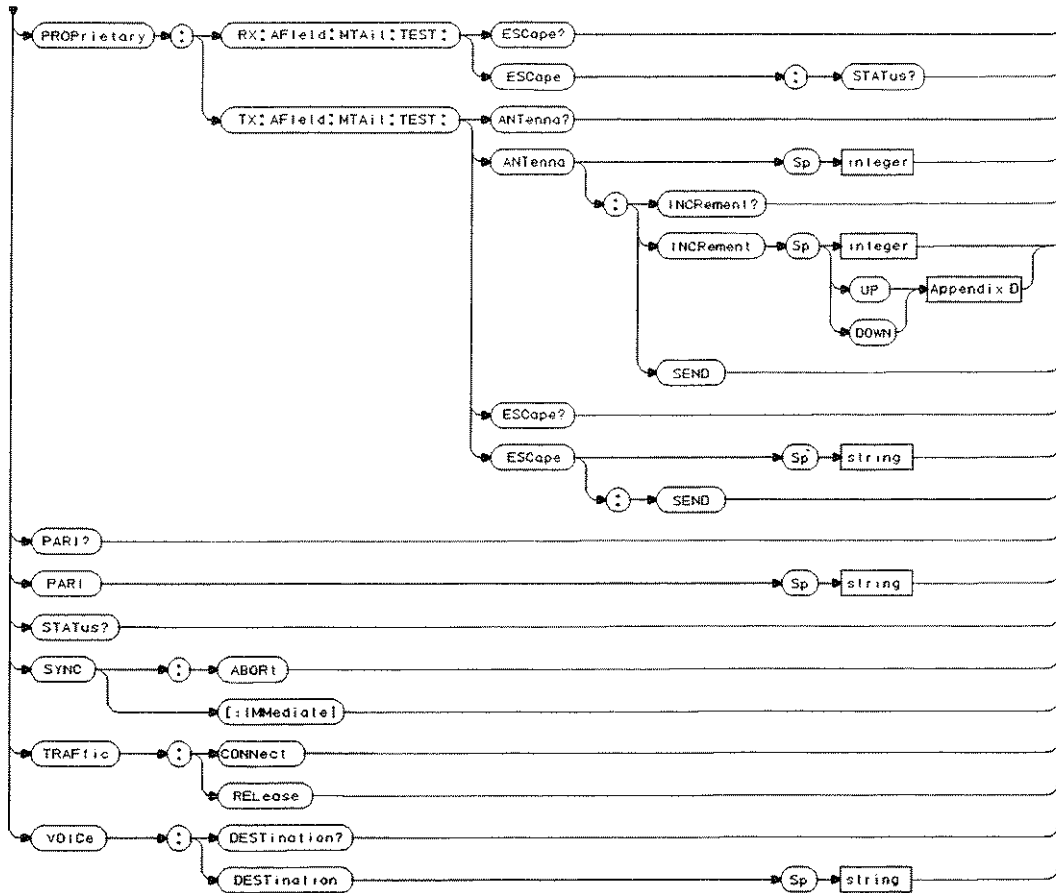 PROPrietary : RX:AField:MTAil:TEST: ESCape?
ESCape : STATus?
TX:AField:MTAil:TEST: ANTenna?
ANTenna Sp integer
: INCRement?
INCRement Sp integer
UP Appendix D
DOWN
SEND
ESCape?
ESCape Sp string
: SEND
PARI?
PARI Sp string
STATus?
SYNC : ABORt
[:IMMediate]
TRAFfic : CONNect
RELease
VOICe : DESTination?
DESTination Sp string